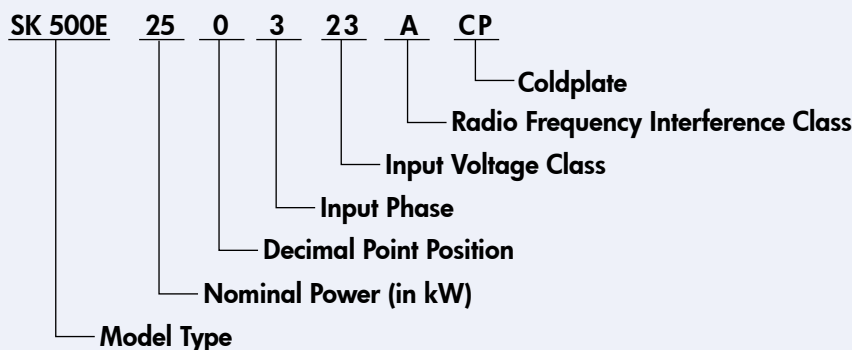 SK 500E 25 0 3 23 A CP
Coldplate
Radio Frequency Interference Class
Input Voltage Class
Input Phase
Decimal Point Position
Nominal Power (in kW)
Model Type